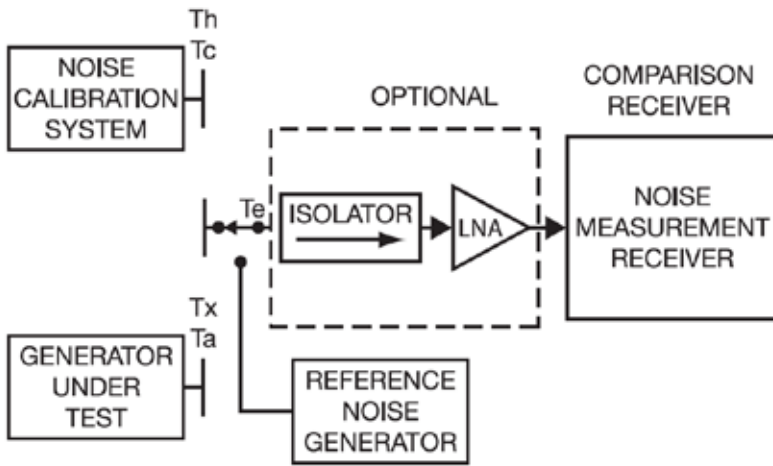 Th
Tc
NOISE
CALIBRATION
SYSTEM
OPTIONAL
COMPARISON
RECEIVER
Te
ISOLATOR
LNA
NOISE
MEASUREMENT
RECEIVER
Tx
Ta
GENERATOR
UNDER
TEST
REFERENCE
NOISE
GENERATOR